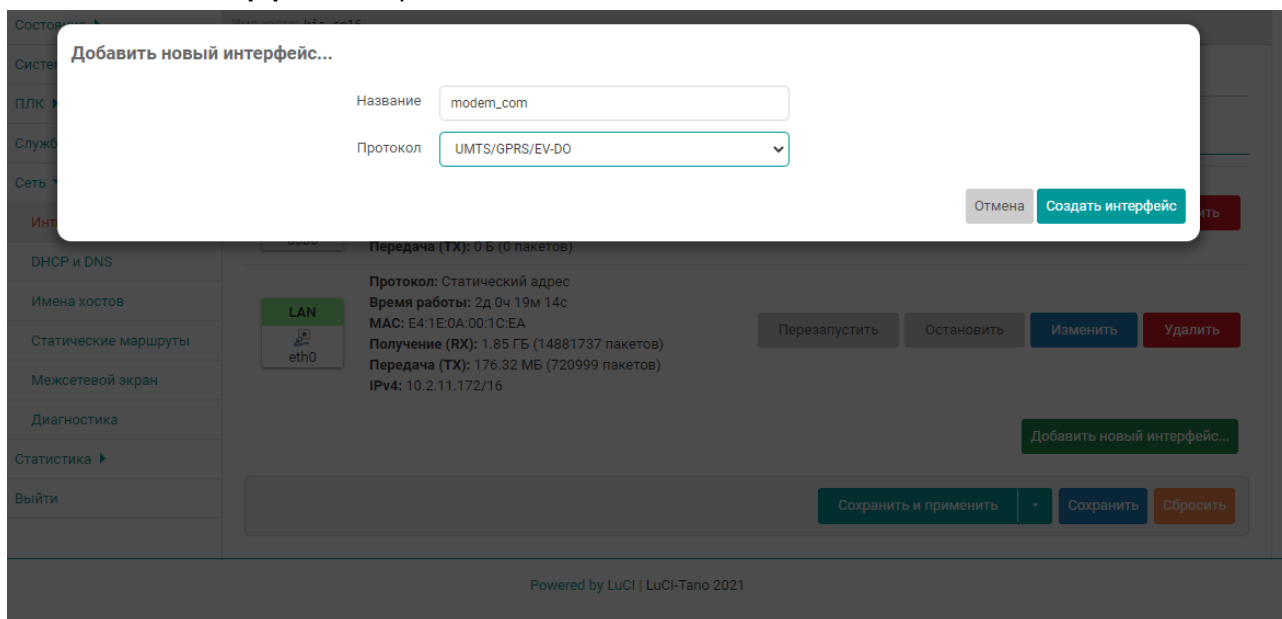 Добавить новый интерфейс...
Название modem_com
Протокол UMTS/GPRS/EV-DO
Отмена Создать интерфейс
ПЛК
Сеть
DHCP и DNS
Имена хостов
Статические маршруты
Межсетевой экран
Диагностика
Статистика
Выйти
Передача (TX): 0 Б (0 пакетов)
LAN
eth0
Протокол: Статический адрес
Время работы: 2д 0ч 19м 14с
MAC: E4:1E:0A:00:1C:EA
Получение (RX): 1.85 ГБ (14881737 пакетов)
Передача (TX): 176.32 МБ (720999 пакетов)
IPv4: 10.2.11.172/16
Перезапустить Остановить Изменить Удалить
Добавить новый интерфейс...
Сохранить и применить Сохранить Сбросить
Powered by LuCI | LuCI-Tano 2021